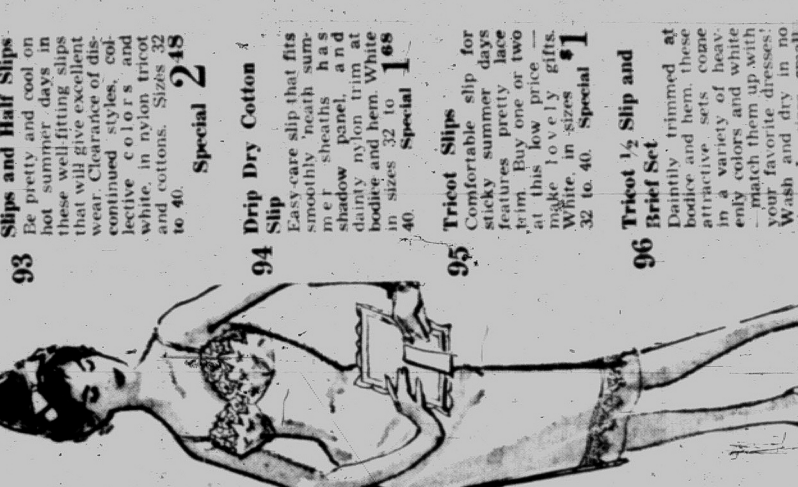 93
Slips and Half Slips
Be pretty and cool on
hot summer days in
these well-fitting slips
that will give excellent
wear. Clearance of dis-
continued styles, col-
lective colors and
white, in nylon tricot
and cottons. Sizes 32
to 40.
Special 2 48
94
Drip Dry Cotton
Slip
Easy-care slip that fits
smoothly 'neath sum-
mer sheaths has
shadow panel, and
dainty nylon trim at
bodice and hem. White
in sizes 32 to
40. Special 1 68
95
Tricot Slips
Comfortable slip for
sticky summer days
features pretty lace
trim. Buy one or two
at this low price —
make lovely gifts.
White, in sizes
32 to 40. Special $1
96
Tricot ½ Slip and
Brief Set
Daintily trimmed at
bodice and hem, these
attractive sets come
in a variety of heav-
enly colors and white
—match them up with
your favorite dresses!
Wash and dry in no